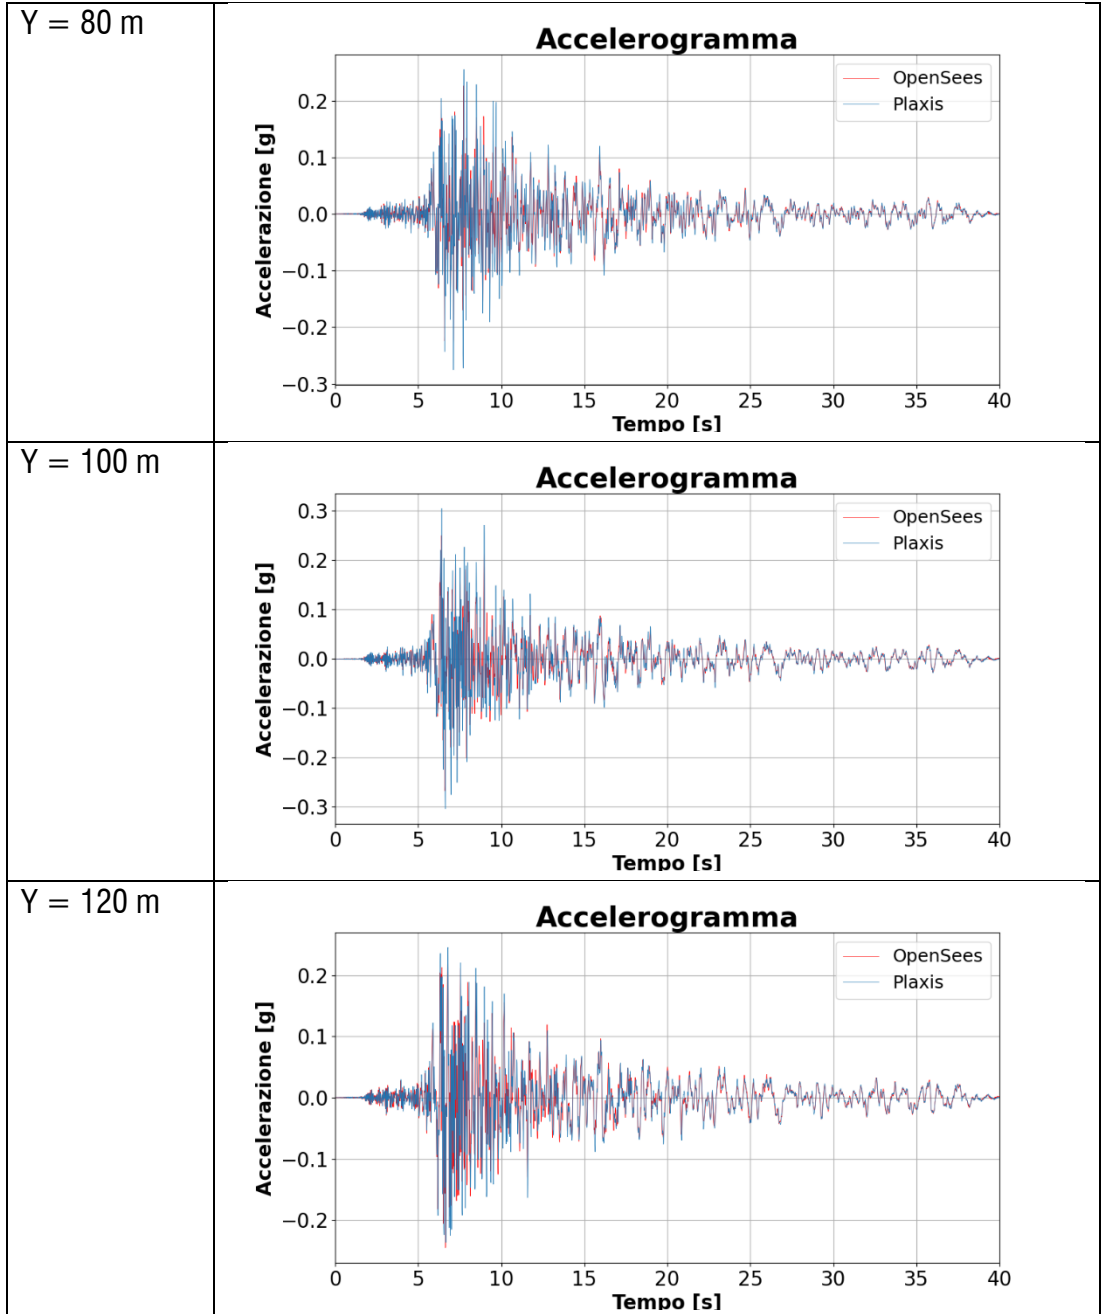 Y = 80 m
Accelerogramma
OpenSees
Plaxis
Accelerazione [g]
0.2
0.1
0.0
−0.1
−0.2
−0.3
0 5 10 15 20 25 30 35 40
Tempo [s]
Y = 100 m
Accelerogramma
OpenSees
Plaxis
Accelerazione [g]
0.3
0.2
0.1
0.0
−0.1
−0.2
−0.3
0 5 10 15 20 25 30 35 40
Tempo [s]
Y = 120 m
Accelerogramma
OpenSees
Plaxis
Accelerazione [g]
0.2
0.1
0.0
−0.1
−0.2
0 5 10 15 20 25 30 35 40
Tempo [s]